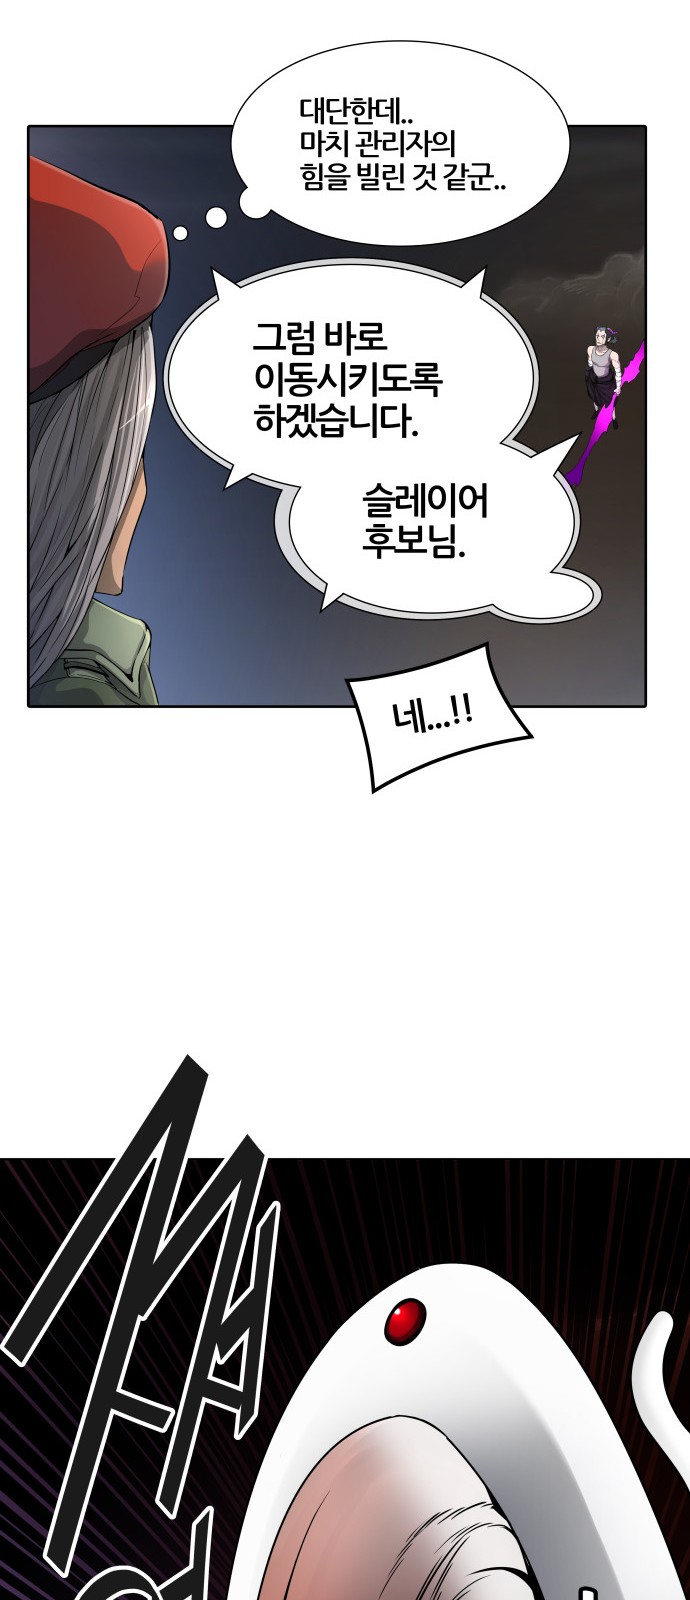 대단한데..
마치 관리자의
힘을 빌린 것 같군..
그럼 바로
이동시키도록
하겠습니다.
슬레이어
후보님.
네...!!